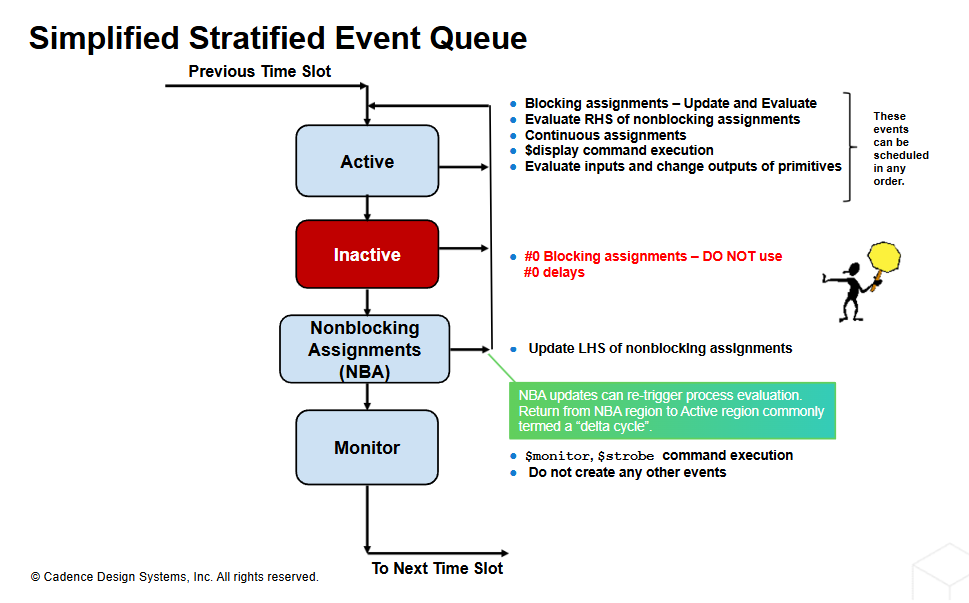 Simplified Stratified Event Queue
Previous Time Slot
Active
• Blocking assignments – Update and Evaluate
• Evaluate RHS of nonblocking assignments
• Continuous assignments
• $display command execution
• Evaluate inputs and change outputs of primitives
These
events
can be
scheduled
in any
order.
Inactive
• #0 Blocking assignments – DO NOT use
#0 delays
Nonblocking
Assignments
(NBA)
• Update LHS of nonblocking assignments
NBA updates can re-trigger process evaluation.
Return from NBA region to Active region commonly
termed a “delta cycle”.
Monitor
• $monitor, $strobe command execution
• Do not create any other events
To Next Time Slot
© Cadence Design Systems, Inc. All rights reserved.